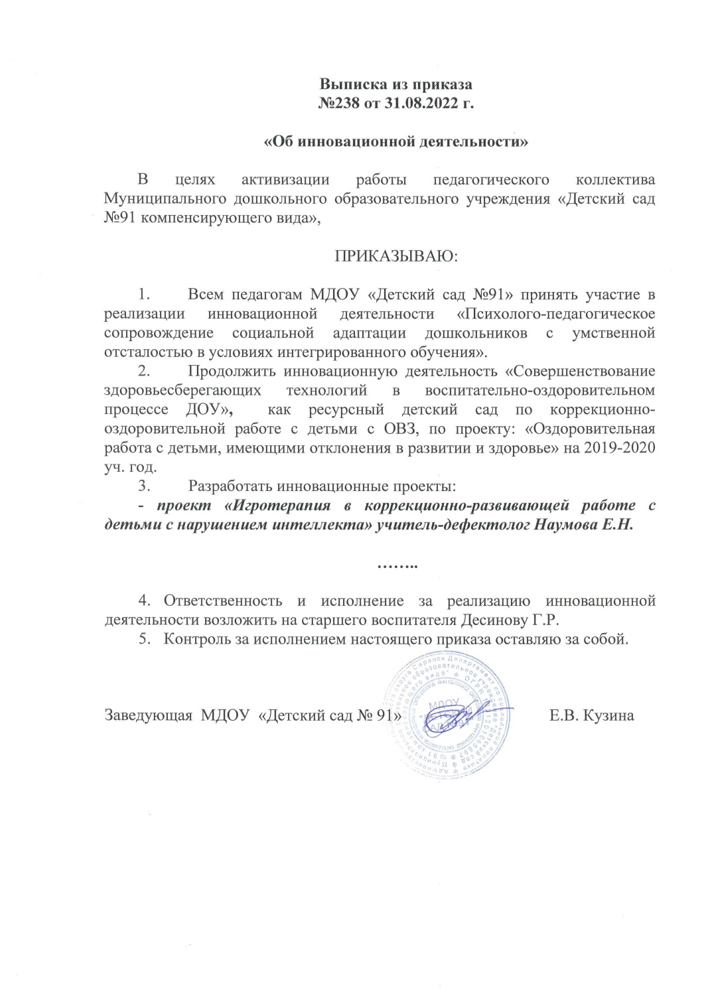 Выписка из приказа
№238 от 31.08.2022 г.
«Об инновационной деятельности»
В целях активизации работы педагогического коллектива
Муниципального дошкольного образовательного учреждения «Детский сад
№91 компенсирующего вида»,
ПРИКАЗЫВАЮ:
1. Всем педагогам МДОУ «Детский сад №91» принять участие в
реализации инновационной деятельности «Психолого-педагогическое
сопровождение социальной адаптации дошкольников с умственной
отсталостью в условиях интегрированного обучения».
2. Продолжить инновационную деятельность «Совершенствование
здоровьесберегающих технологий в воспитательно-оздоровительном
процессе ДОУ», как ресурсный детский сад по коррекционно-
оздоровительной работе с детьми с ОВЗ, по проекту: «Оздоровительная
работа с детьми, имеющими отклонения в развитии и здоровье» на 2019-2020
уч. год.
3. Разработать инновационные проекты:
- проект «Игротерапия в коррекционно-развивающей работе с
детьми с нарушением интеллекта» учитель-дефектолог Наумова Е.Н.
……..
4. Ответственность и исполнение за реализацию инновационной
деятельности возложить на старшего воспитателя Десинову Г.Р.
5. Контроль за исполнением настоящего приказа оставляю за собой.
Заведующая МДОУ «Детский сад № 91» Е.В. Кузина
МДОУ